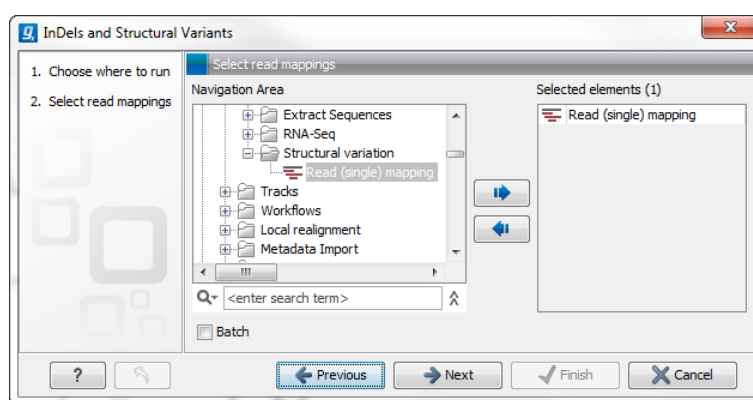 InDels and Structural Variants
1. Choose where to run
2. Select read mappings
Select read mappings
Navigation Area
Extract Sequences
RNA-Seq
Structural variation
Read (single) mapping
Tracks
Workflows
Local realignment
Metadata Import
<enter search term>
Batch
Selected elements (1)
Read (single) mapping
?
Previous
Next
Finish
Cancel